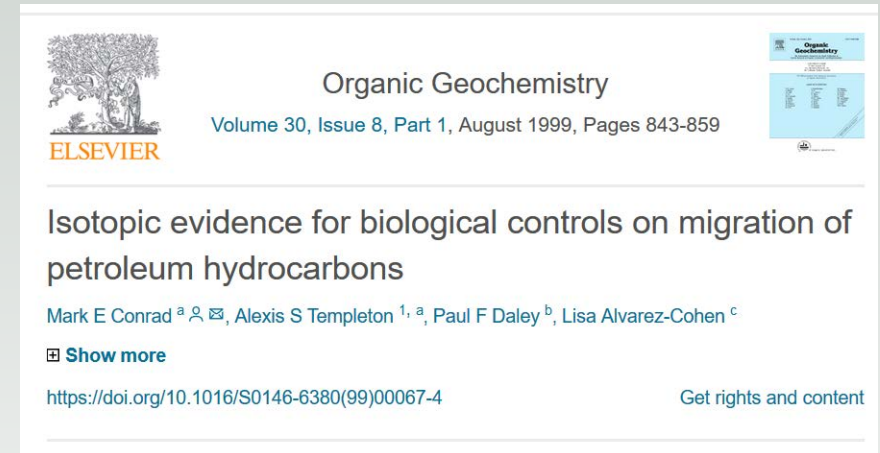 ELSEVIER
Organic Geochemistry
Volume 30, Issue 8, Part 1, August 1999, Pages 843-859
Organic
Geochemistry
Isotopic evidence for biological controls on migration of
petroleum hydrocarbons
Mark E Conrad a, Alexis S Templeton 1, a, Paul F Daley b, Lisa Alvarez-Cohen c
Show more
https://doi.org/10.1016/S0146-6380(99)00067-4
Get rights and content